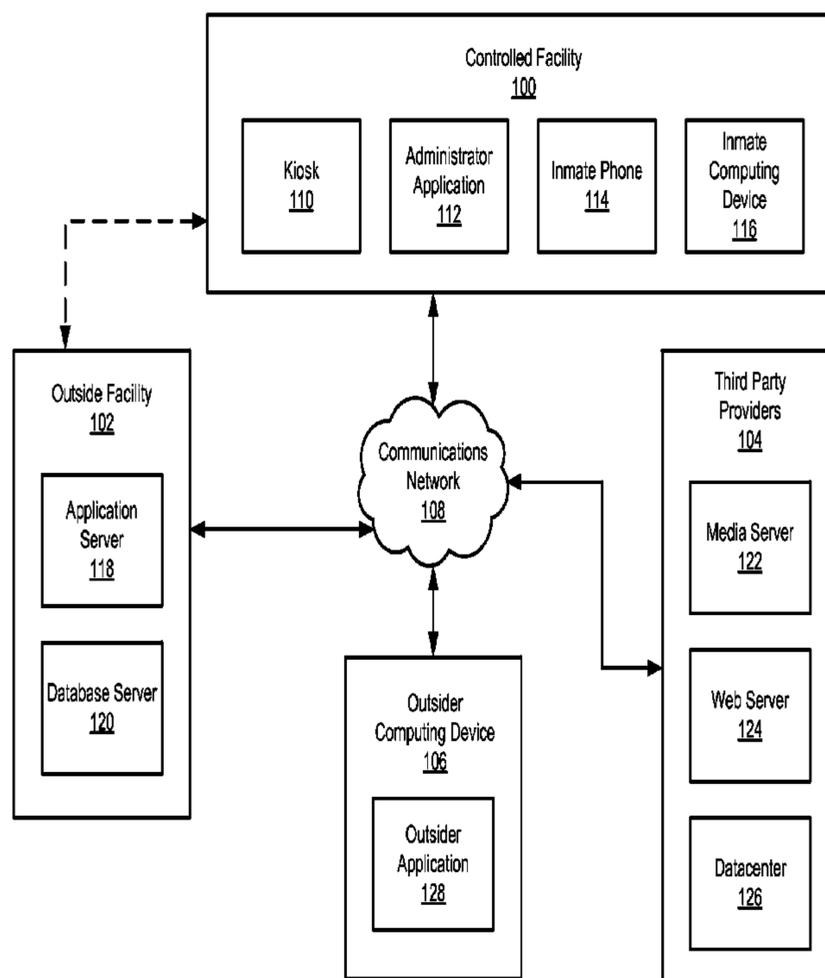 Controlled Facility
100
Kiosk
110
Administrator
Application
112
Inmate Phone
114
Inmate
Computing
Device
116
Outside Facility
102
Application
Server
118
Database Server
120
Communications
Network
108
Third Party
Providers
104
Media Server
122
Web Server
124
Datacenter
126
Outsider
Computing Device
106
Outsider
Application
128